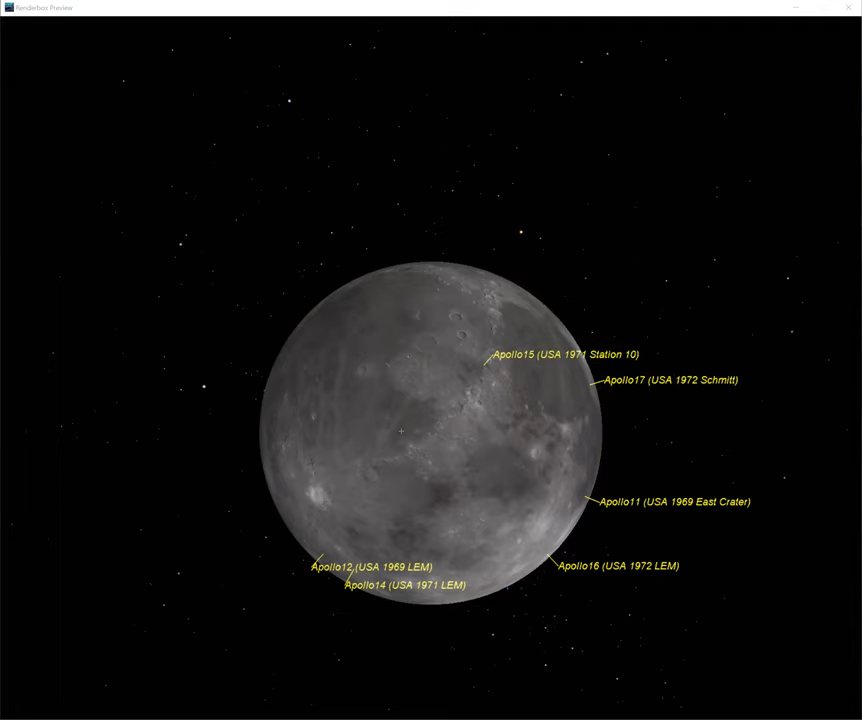 Renderbox Preview
Apollo15 (USA 1971 Station 10)
Apollo17 (USA 1972 Schmitt)
Apollo11 (USA 1969 East Crater)
Apollo12 (USA 1969 LEM)
Apollo16 (USA 1972 LEM)
Apollo14 (USA 1971 LEM)